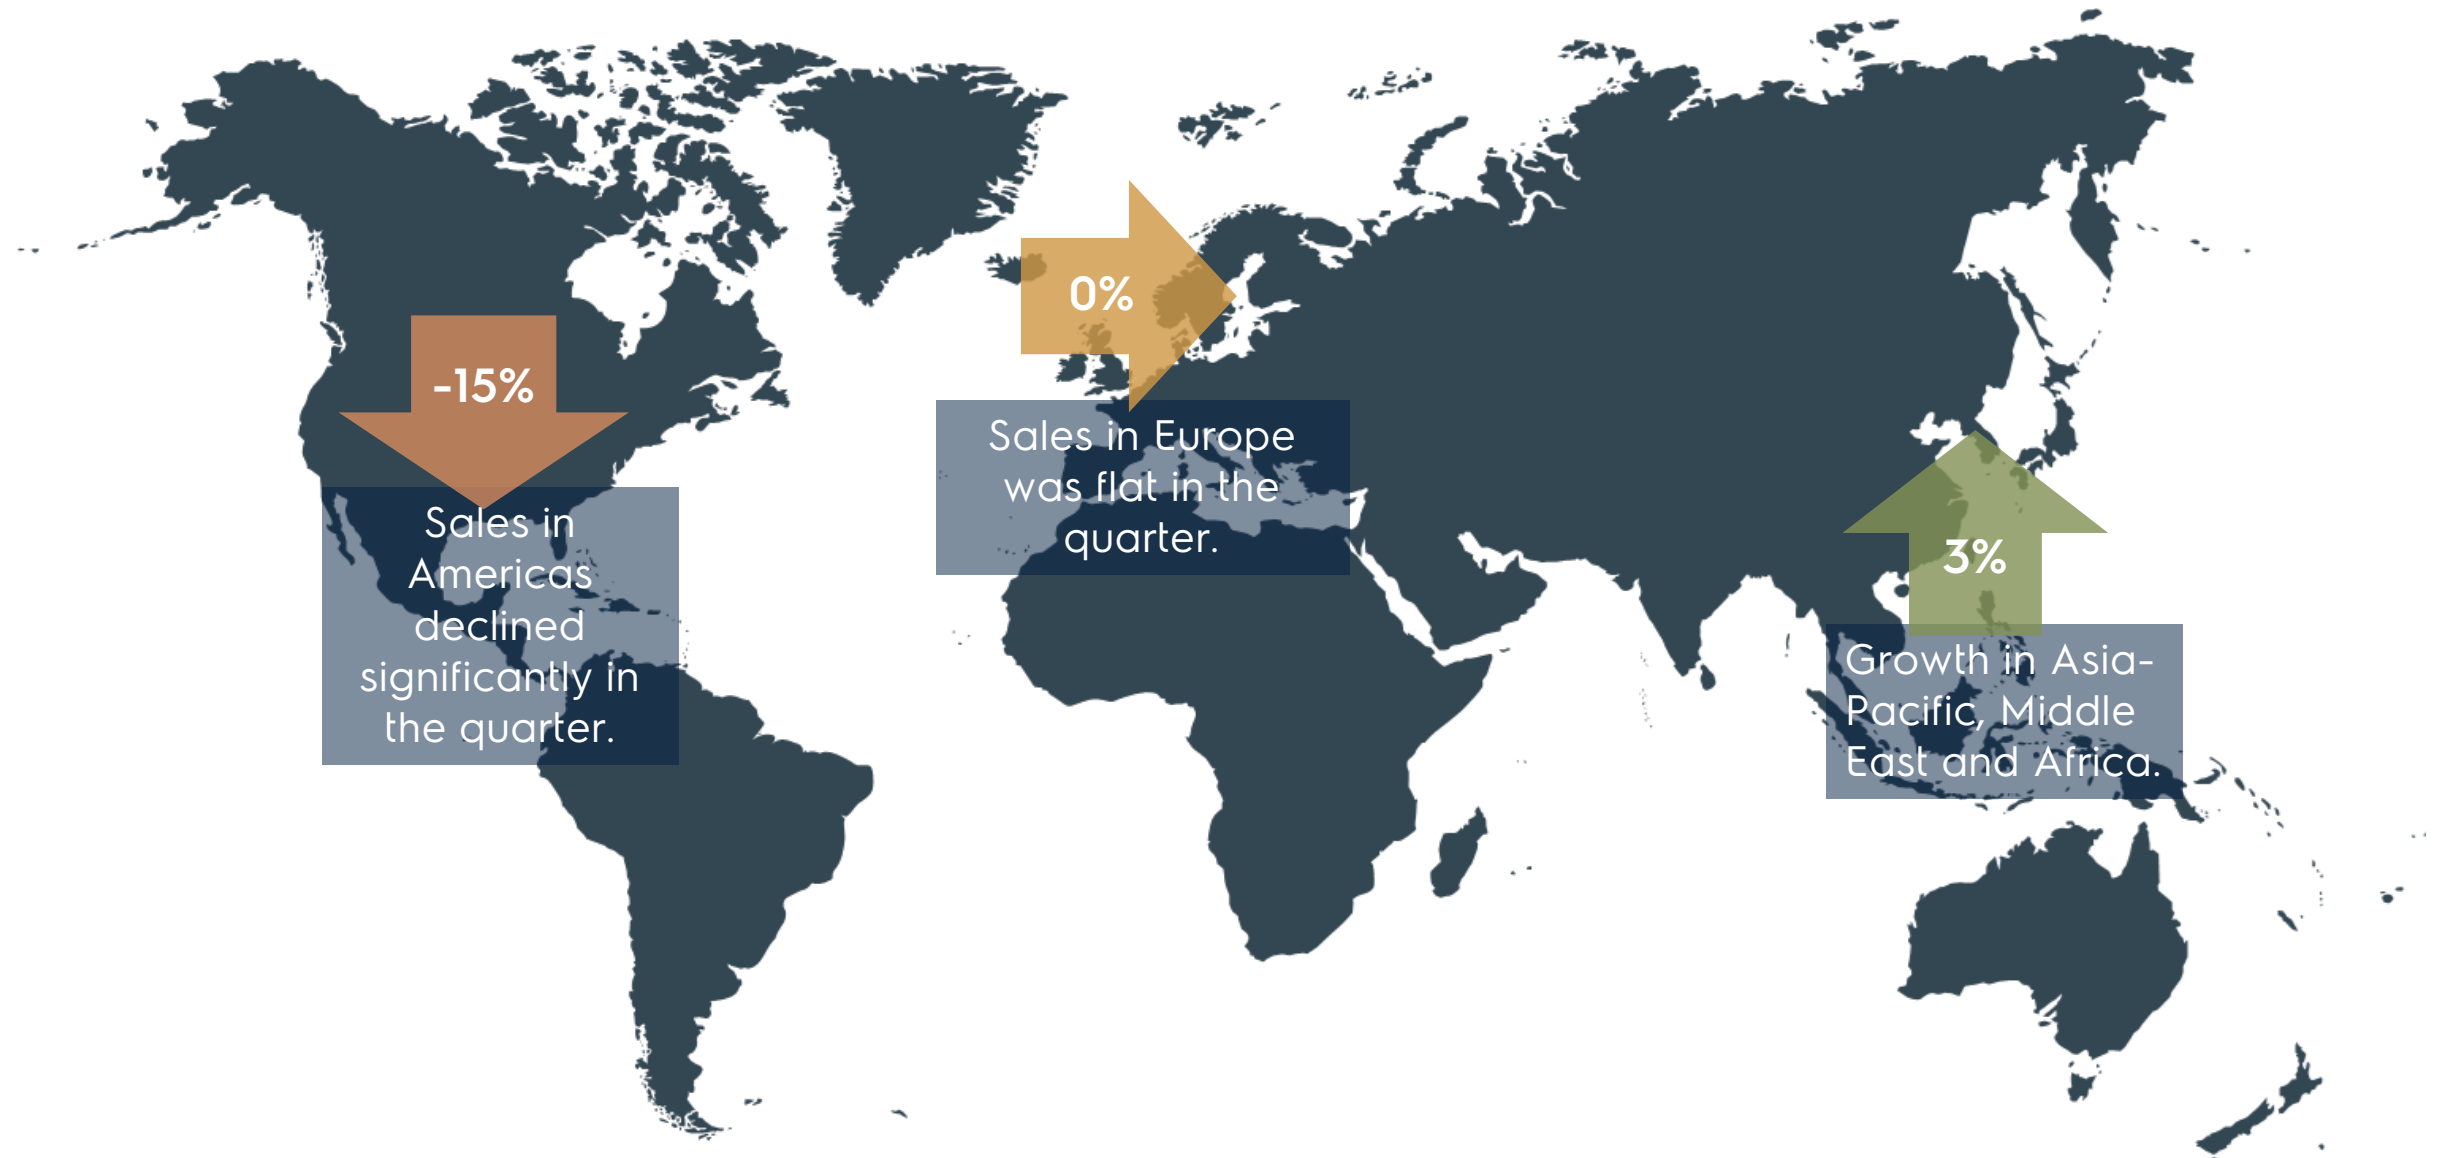 -15%
Sales in
Americas
declined
significantly in
the quarter.
0%
Sales in Europe
was flat in the
quarter.
3%
Growth in Asia-
Pacific, Middle
East and Africa.